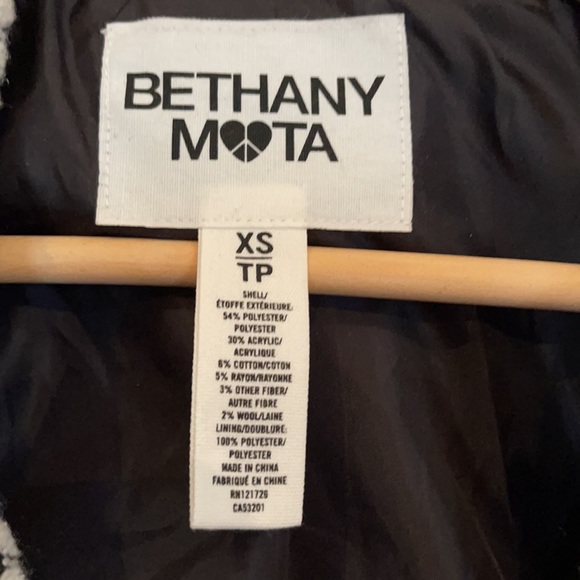 BETHANY
M TA
XS
TP
SHELL/
ÉTOFFE EXTÉRIEURE:
54% POLYESTER/
POLYESTER
30% ACRYLIC/
ACRYLIQUE
6% COTTON/COTON
5% RAYON/RAYONNE
3% OTHER FIBER/
AUTRE FIBRE
2% WOOL/LAINE
LINING/DOUBLURE:
100% POLYESTER/
POLYESTER
MADE IN CHINA
FABRIQUÉ EN CHINE
RN121726
CA53201